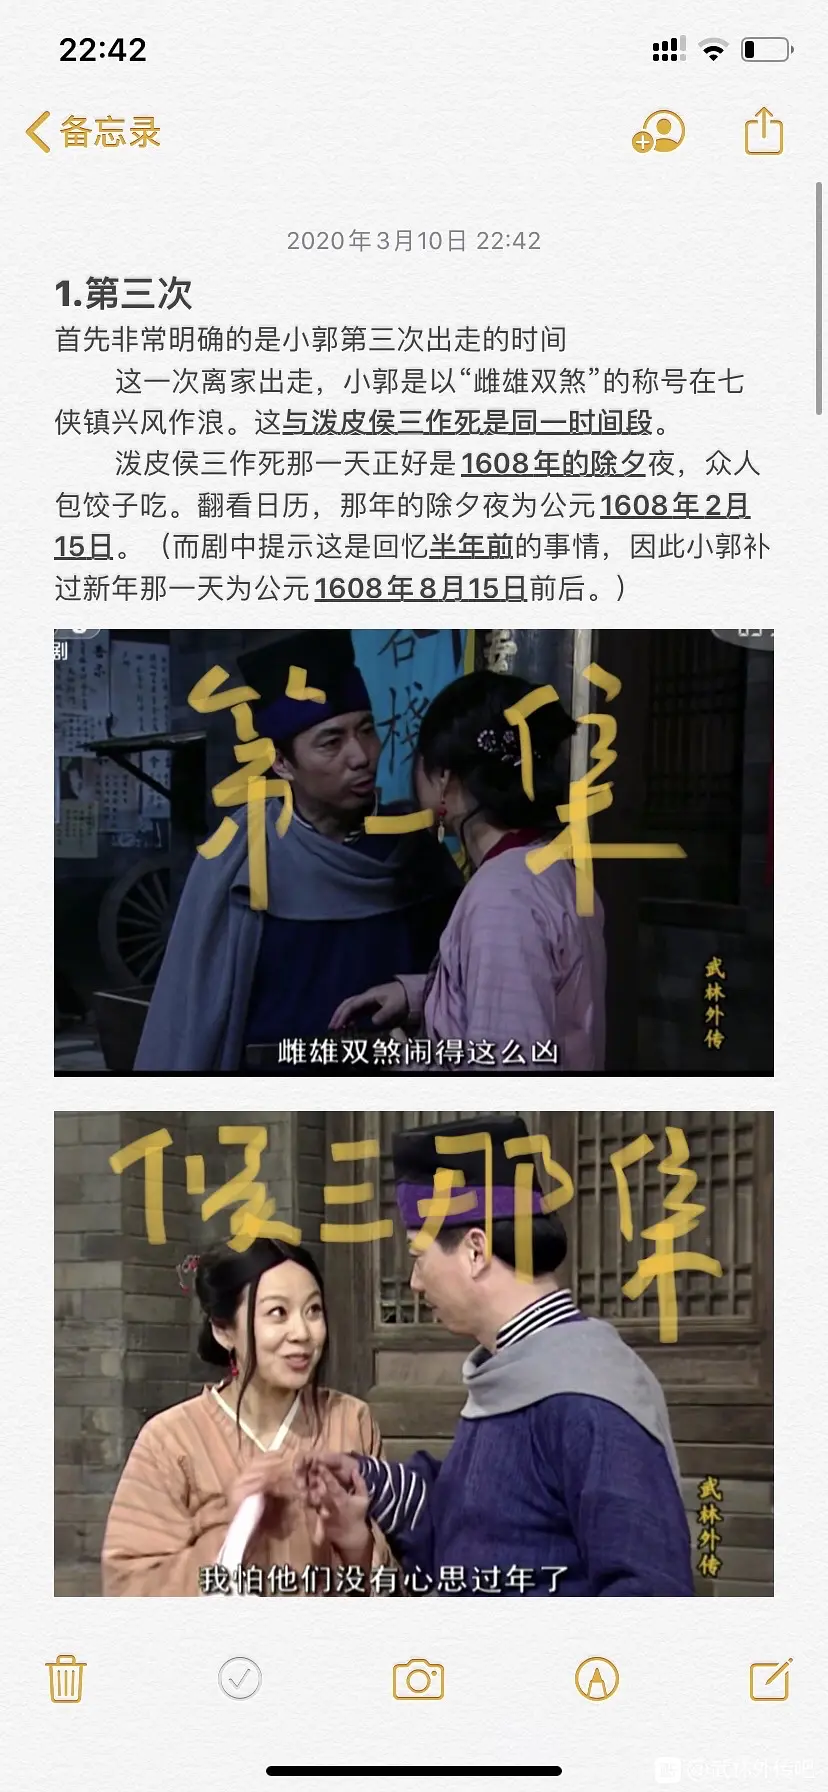 22:42
备忘录
2020年3月10日 22:42
1.第三次
首先非常明确的是小郭第三次出走的时间
这一次离家出走，小郭是以“雌雄双煞”的称号在七
侠镇兴风作浪。这与泼皮侯三作死是同一时间段。
泼皮侯三作死那一天正好是1608年的除夕夜，众人
包饺子吃。翻看日历，那年的除夕夜为公元1608年2月
15日。（而剧中提示这是回忆半年前的事情，因此小郭补
过新年那一天为公元1608年8月15日前后。）
剧
客
栈
第一集
武林外传
雌雄双煞闹得这么凶
侯三那集
武林外传
我怕他们没有心思过年了
@武林外传吧